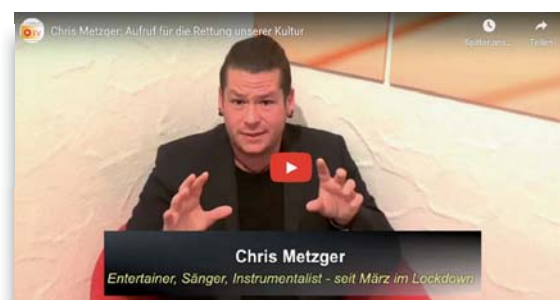 Chris Metzger: Aufruf für die Rettung unserer Kultur
Später ans...
Teilen
Chris Metzger
Entertainer, Sänger, Instrumentalist - seit März im Lockdown